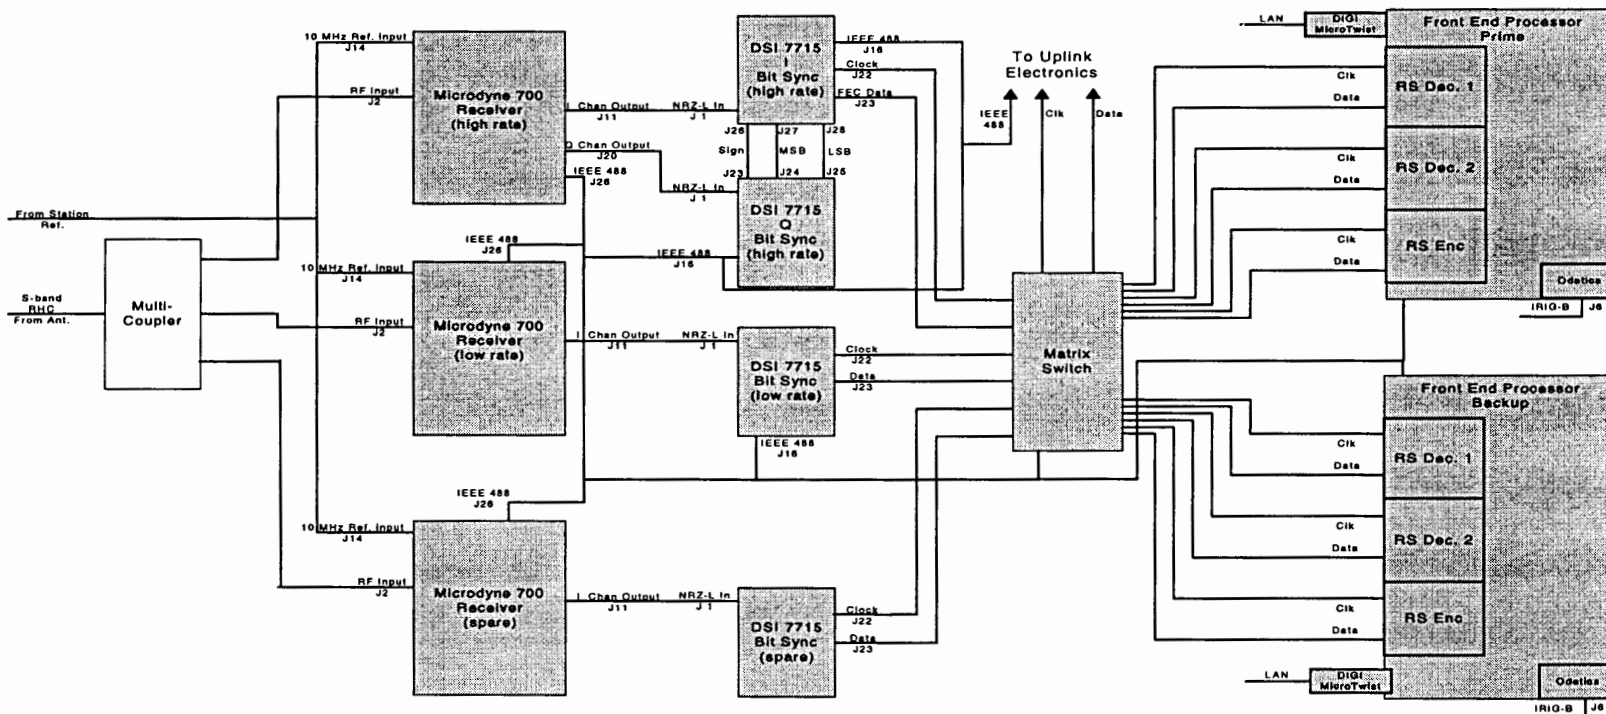 From Station
Ref.
S-band
RHC
From Ant.
Multi-
Coupler
10 MHz Ref. Input
J14
RF Input
J2
Microdyne 700
Receiver
(high rate)
I Chan Output
J11
Q Chan Output
J20
IEEE 488
J26
NRZ-L In
J 1
NRZ-L In
J 1
DSI 7715
I
Bit Sync
(high rate)
IEEE 488
J16
Clock
J22
FEC Data
J23
J26
J27
J28
Sign
MSB
LSB
J23
J24
J25
DSI 7715
Q
Bit Sync
(high rate)
IEEE 488
J16
IEEE 488
J26
10 MHz Ref. Input
J14
RF Input
J2
Microdyne 700
Receiver
(low rate)
I Chan Output
J11
NRZ-L In
J 1
DSI 7715
Bit Sync
(low rate)
Clock
J22
Data
J23
IEEE 488
J16
IEEE 488
J26
10 MHz Ref. Input
J14
RF Input
J2
Microdyne 700
Receiver
(spare)
I Chan Output
J11
NRZ-L In
J 1
DSI 7715
Bit Sync
(spare)
Clock
J22
Data
J23
To Uplink
Electronics
IEEE
488
Clk
Data
Matrix
Switch
LAN
DIGI
MicroTwist
Front End Processor
Prime
Clk
Data
RS Dec. 1
Clk
Data
RS Dec. 2
Clk
Data
RS Enc
Odetics
IRIG-B
J6
Front End Processor
Backup
Clk
Data
RS Dec. 1
Clk
Data
RS Dec. 2
Clk
Data
RS Enc
LAN
DIGI
MicroTwist
Odetics
IRIG-B
J6